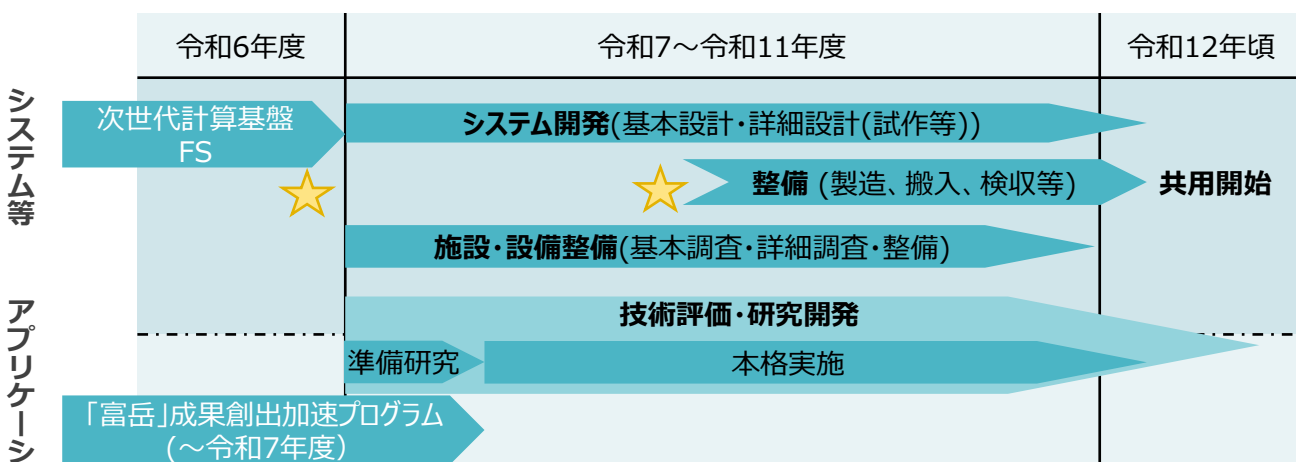 令和6年度
令和7～令和11年度
令和12年頃
システム等
次世代計算基盤
FS
システム開発(基本設計・詳細設計(試作等))
整備 (製造、搬入、検収等)
共用開始
施設・設備整備(基本調査・詳細調査・整備)
アプリケーシ
技術評価・研究開発
準備研究
本格実施
「富岳」成果創出加速プログラム
(～令和7年度)